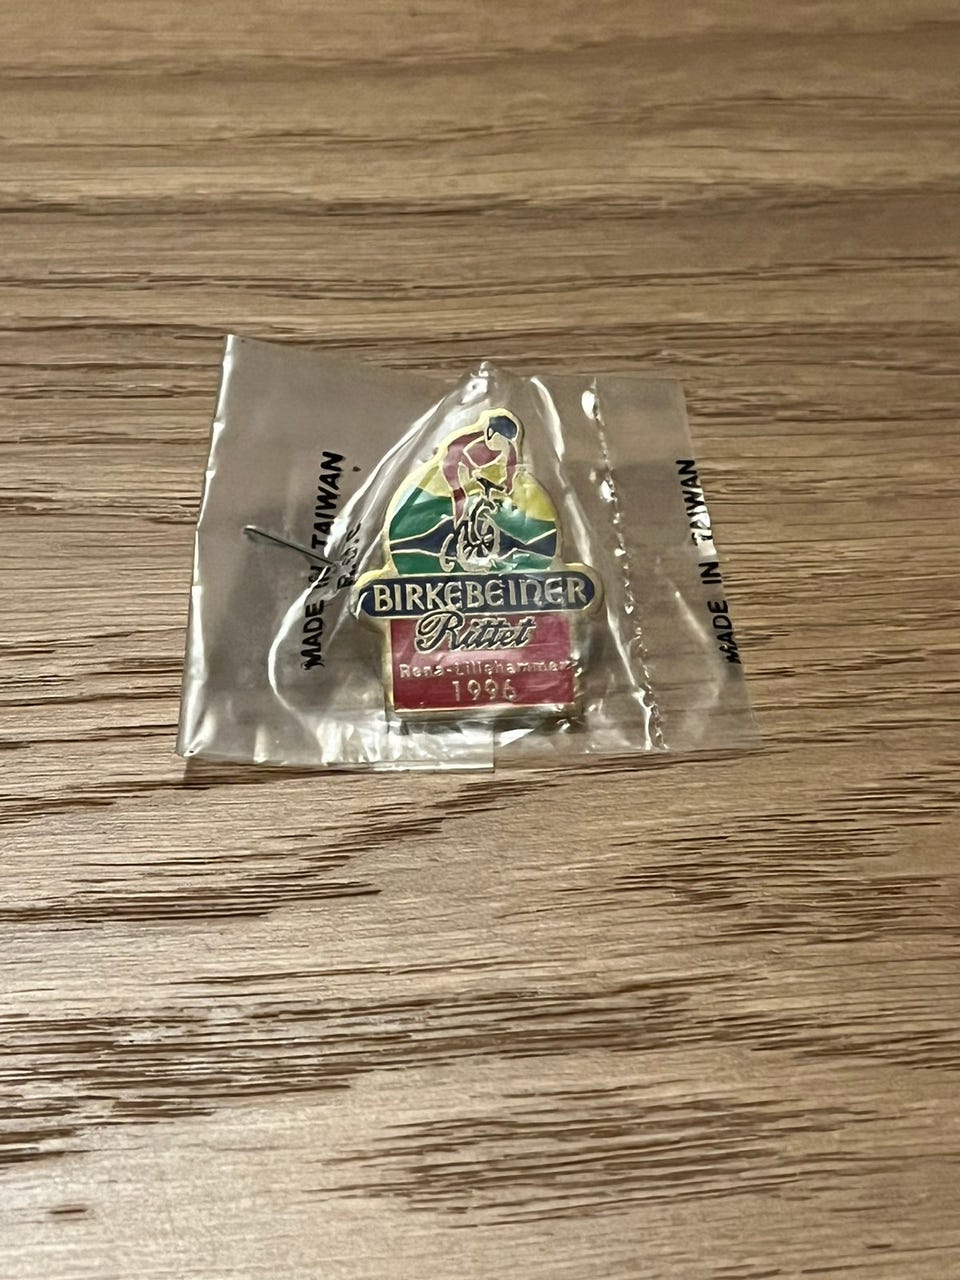 MADE IN TAIWAN
BIRKEBEINER
Rittet
Rena-Lillehammer
1996
MADE IN TAIWAN